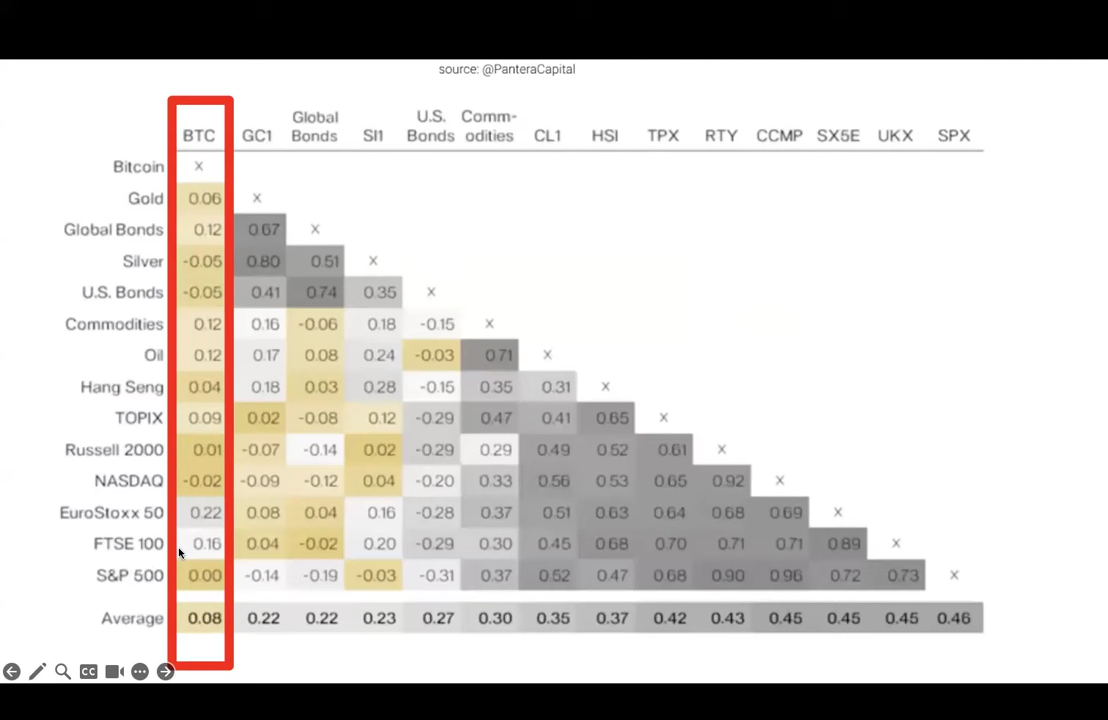 source: @PanteraCapital
BTC GC1 Global Bonds SI1 U.S. Bonds Comm-odities CL1 HSI TPX RTY CCMP SX5E UKX SPX
Bitcoin x
Gold 0.06 x
Global Bonds 0.12 0.67 x
Silver -0.05 0.80 0.51 x
U.S. Bonds -0.05 0.41 0.74 0.35 x
Commodities 0.12 0.16 -0.06 0.18 -0.15 x
Oil 0.12 0.17 0.08 0.24 -0.03 0.71 x
Hang Seng 0.04 0.18 0.03 0.28 -0.15 0.35 0.31 x
TOPIX 0.09 0.02 -0.08 0.12 -0.29 0.47 0.41 0.65 x
Russell 2000 0.01 -0.07 -0.14 0.02 -0.29 0.29 0.49 0.52 0.61 x
NASDAQ -0.02 -0.09 -0.12 0.04 -0.20 0.33 0.56 0.53 0.65 0.92 x
EuroStoxx 50 0.22 0.08 0.04 0.16 -0.28 0.37 0.51 0.63 0.64 0.68 0.69 x
FTSE 100 0.16 0.04 -0.02 0.20 -0.29 0.30 0.45 0.68 0.70 0.71 0.71 0.89 x
S&P 500 0.00 -0.14 -0.19 -0.03 -0.31 0.37 0.52 0.47 0.68 0.90 0.96 0.72 0.73 x
Average 0.08 0.22 0.22 0.23 0.27 0.30 0.35 0.37 0.42 0.43 0.45 0.45 0.45 0.46
CC